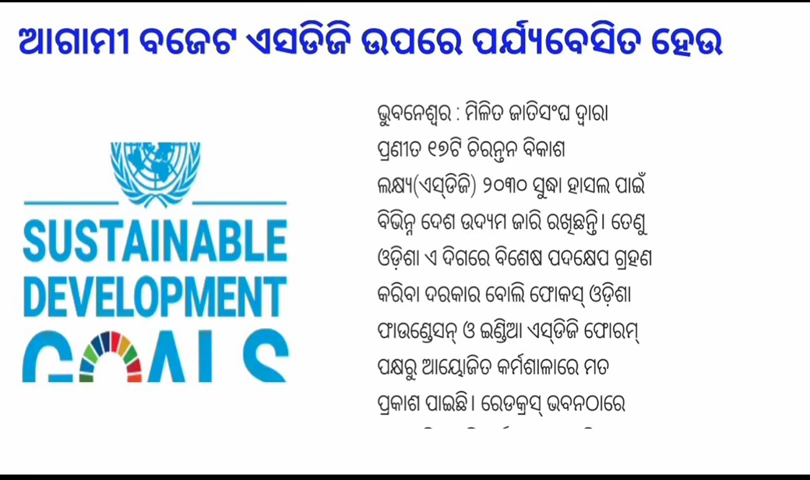 ଆଗାମୀ ବଜେଟ ଏସଡିଜି ଉପରେ ପର୍ଯ୍ୟବେସିତ ହେଉ
SUSTAINABLE
DEVELOPMENT
GOALS
ଭୁବନେଶ୍ୱର : ମିଳିତ ଜାତିସଂଘ ଦ୍ୱାରା
ପ୍ରଣୀତ ୧୭ଟି ଚିରନ୍ତନ ବିକାଶ
ଲକ୍ଷ୍ୟ(ଏସ୍‌ଡିଜି) ୨୦୩୦ ସୁଦ୍ଧା ହାସଲ ପାଇଁ
ବିଭିନ୍ନ ଦେଶ ଉଦ୍ୟମ ଜାରି ରଖିଛନ୍ତି। ତେଣୁ
ଓଡ଼ିଶା ଏ ଦିଗରେ ବିଶେଷ ପଦକ୍ଷେପ ଗ୍ରହଣ
କରିବା ଦରକାର ବୋଲି ଫୋକସ୍ ଓଡ଼ିଶା
ଫାଉଣ୍ଡେସନ୍ ଓ ଇଣ୍ଡିଆ ଏସ୍‌ଡିଜି ଫୋରମ୍
ପକ୍ଷରୁ ଆୟୋଜିତ କର୍ମଶାଳାରେ ମତ
ପ୍ରକାଶ ପାଇଛି। ରେଡକ୍ରସ୍ ଭବନଠାରେ